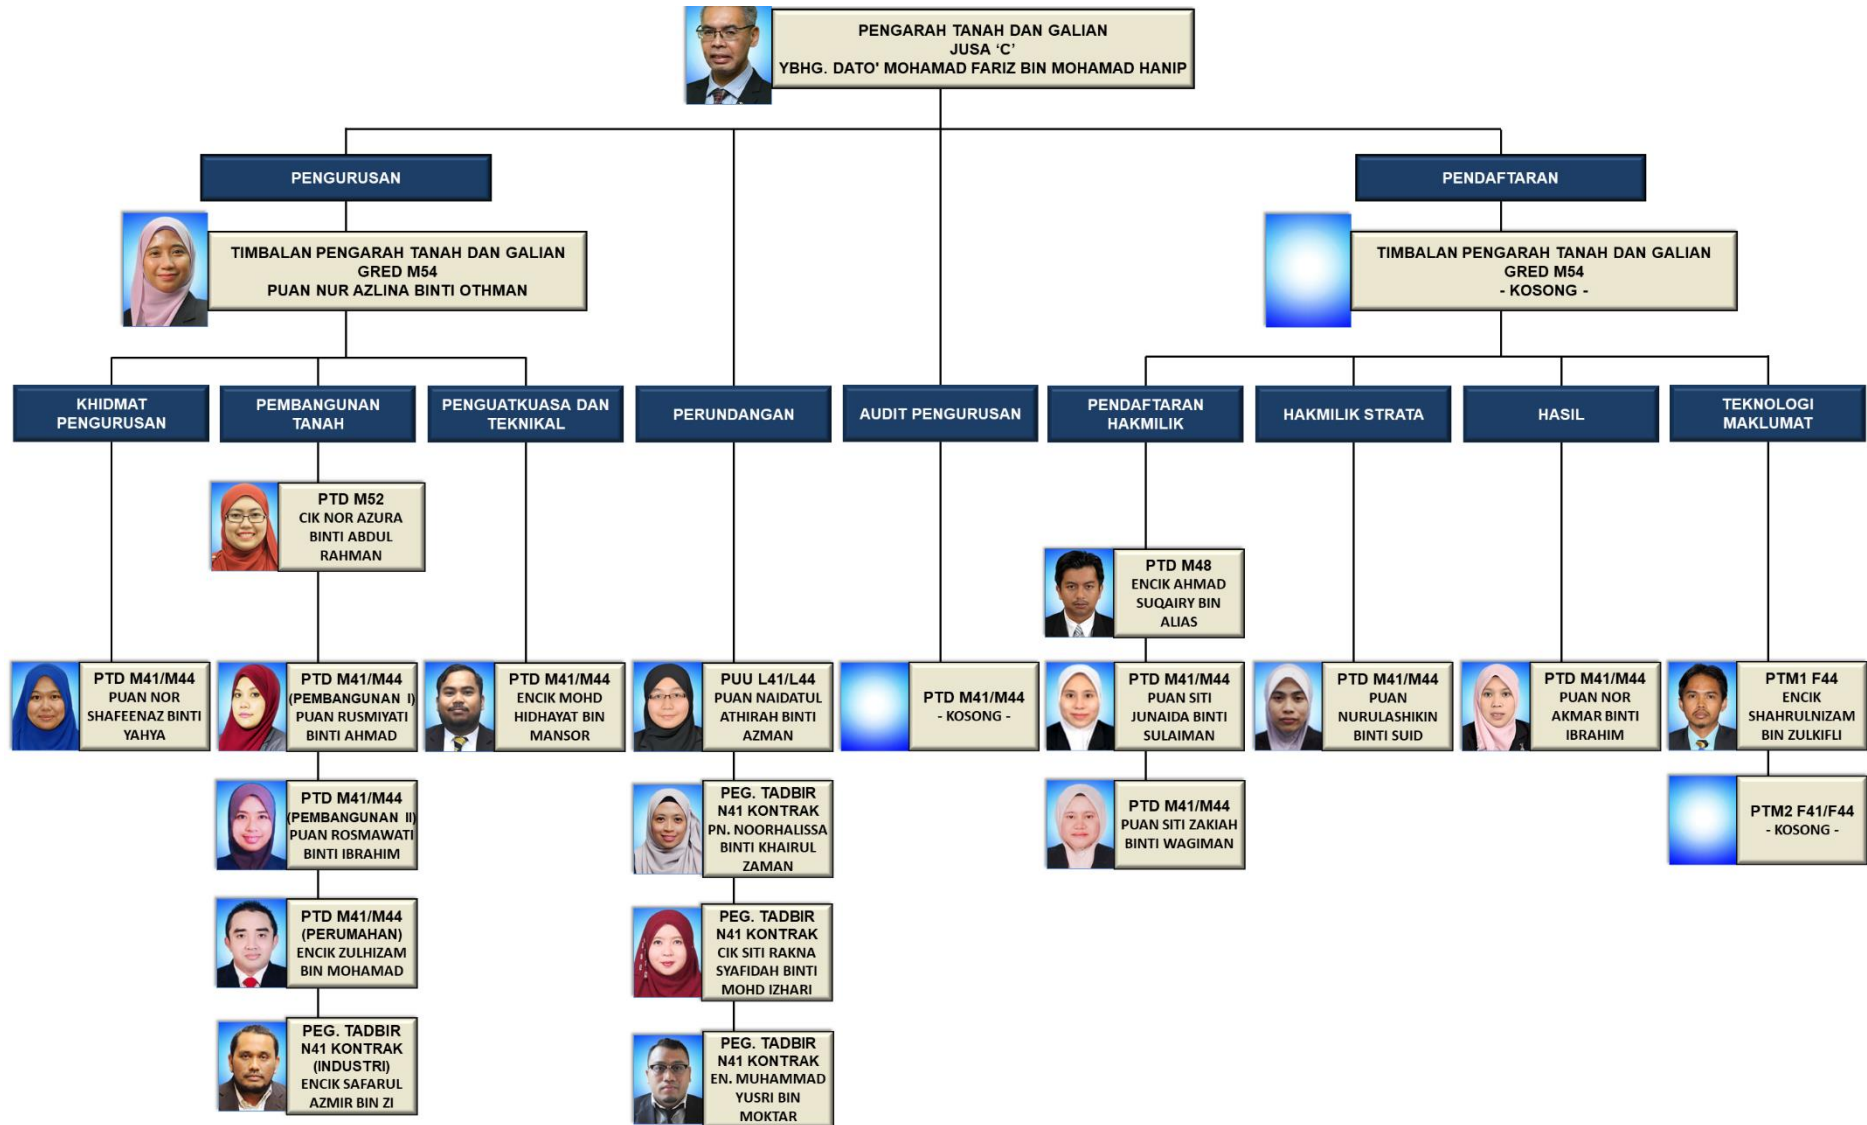 PENGARAH TANAH DAN GALIAN
JUSA ‘C’
YBHG. DATO' MOHAMAD FARIZ BIN MOHAMAD HANIP
PENGURUSAN
TIMBALAN PENGARAH TANAH DAN GALIAN
GRED M54
PUAN NUR AZLINA BINTI OTHMAN
PENDAFTARAN
TIMBALAN PENGARAH TANAH DAN GALIAN
GRED M54
- KOSONG -
KHIDMAT
PENGURUSAN
PTD M41/M44
PUAN NOR
SHAFEENAZ BINTI
YAHYA
PEMBANGUNAN
TANAH
PTD M52
CIK NOR AZURA
BINTI ABDUL
RAHMAN
PTD M41/M44
(PEMBANGUNAN I)
PUAN RUSMIYATI
BINTI AHMAD
PTD M41/M44
(PEMBANGUNAN II)
PUAN ROSMAWATI
BINTI IBRAHIM
PTD M41/M44
(PERUMAHAN)
ENCIK ZULHIZAM
BIN MOHAMAD
PEG. TADBIR
N41 KONTRAK
(INDUSTRI)
ENCIK SAFARUL
AZMIR BIN ZI
PENGUATKUASA DAN
TEKNIKAL
PTD M41/M44
ENCIK MOHD
HIDHAYAT BIN
MANSOR
PERUNDANGAN
PUU L41/L44
PUAN NAIDATUL
ATHIRAH BINTI
AZMAN
PEG. TADBIR
N41 KONTRAK
PN. NOORHALISSA
BINTI KHAIRUL
ZAMAN
PEG. TADBIR
N41 KONTRAK
CIK SITI RAKNA
SYAFIDAH BINTI
MOHD IZHARI
PEG. TADBIR
N41 KONTRAK
EN. MUHAMMAD
YUSRI BIN
MOKTAR
AUDIT PENGURUSAN
PTD M41/M44
- KOSONG -
PENDAFTARAN
HAKMILIK
PTD M48
ENCIK AHMAD
SUQAIRY BIN
ALIAS
PTD M41/M44
PUAN SITI
JUNAIDA BINTI
SULAIMAN
PTD M41/M44
PUAN SITI ZAKIAH
BINTI WAGIMAN
HAKMILIK STRATA
PTD M41/M44
PUAN
NURULASHIKIN
BINTI SUID
HASIL
PTD M41/M44
PUAN NOR
AKMAR BINTI
IBRAHIM
TEKNOLOGI
MAKLUMAT
PTM1 F44
ENCIK
SHAHRULNIZAM
BIN ZULKIFLI
PTM2 F41/F44
- KOSONG -